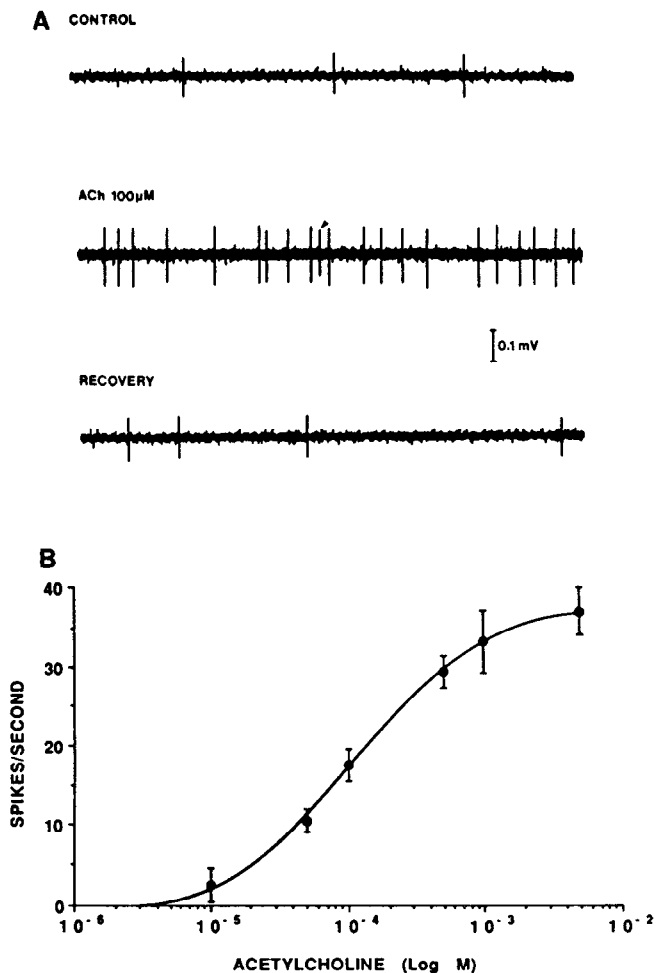 A CONTROL
ACh 100µM
0.1 mV
RECOVERY
B
40
30
20
10
0
SPIKES/SECOND
10-6 10-5 10-4 10-3 10-2
ACETYLCHOLINE (Log M)